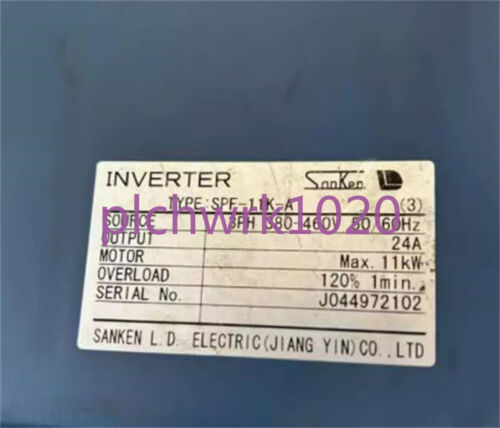 INVERTER SanKen L
TYPE:SPF-11K-A (3)
plchwrk1020
SOURCE 3PH 380-460V 50/60Hz
OUTPUT 24A
MOTOR Max. 11kW
OVERLOAD 120% 1min.
SERIAL No. J044972102
SANKEN L.D. ELECTRIC(JIANG YIN)CO.,LTD